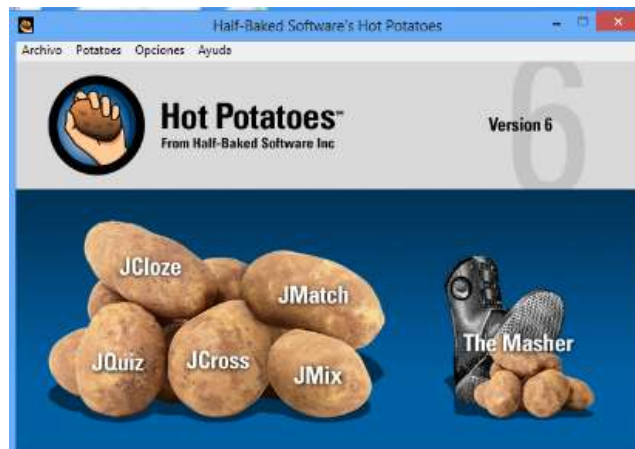 Half-Baked Software's Hot Potatoes
Archivo Potatoes Opciones Ayuda
Hot Potatoes™
From Half-Baked Software Inc
Version 6
6
JCloze
JMatch
JQuiz
JCross
JMix
The Masher